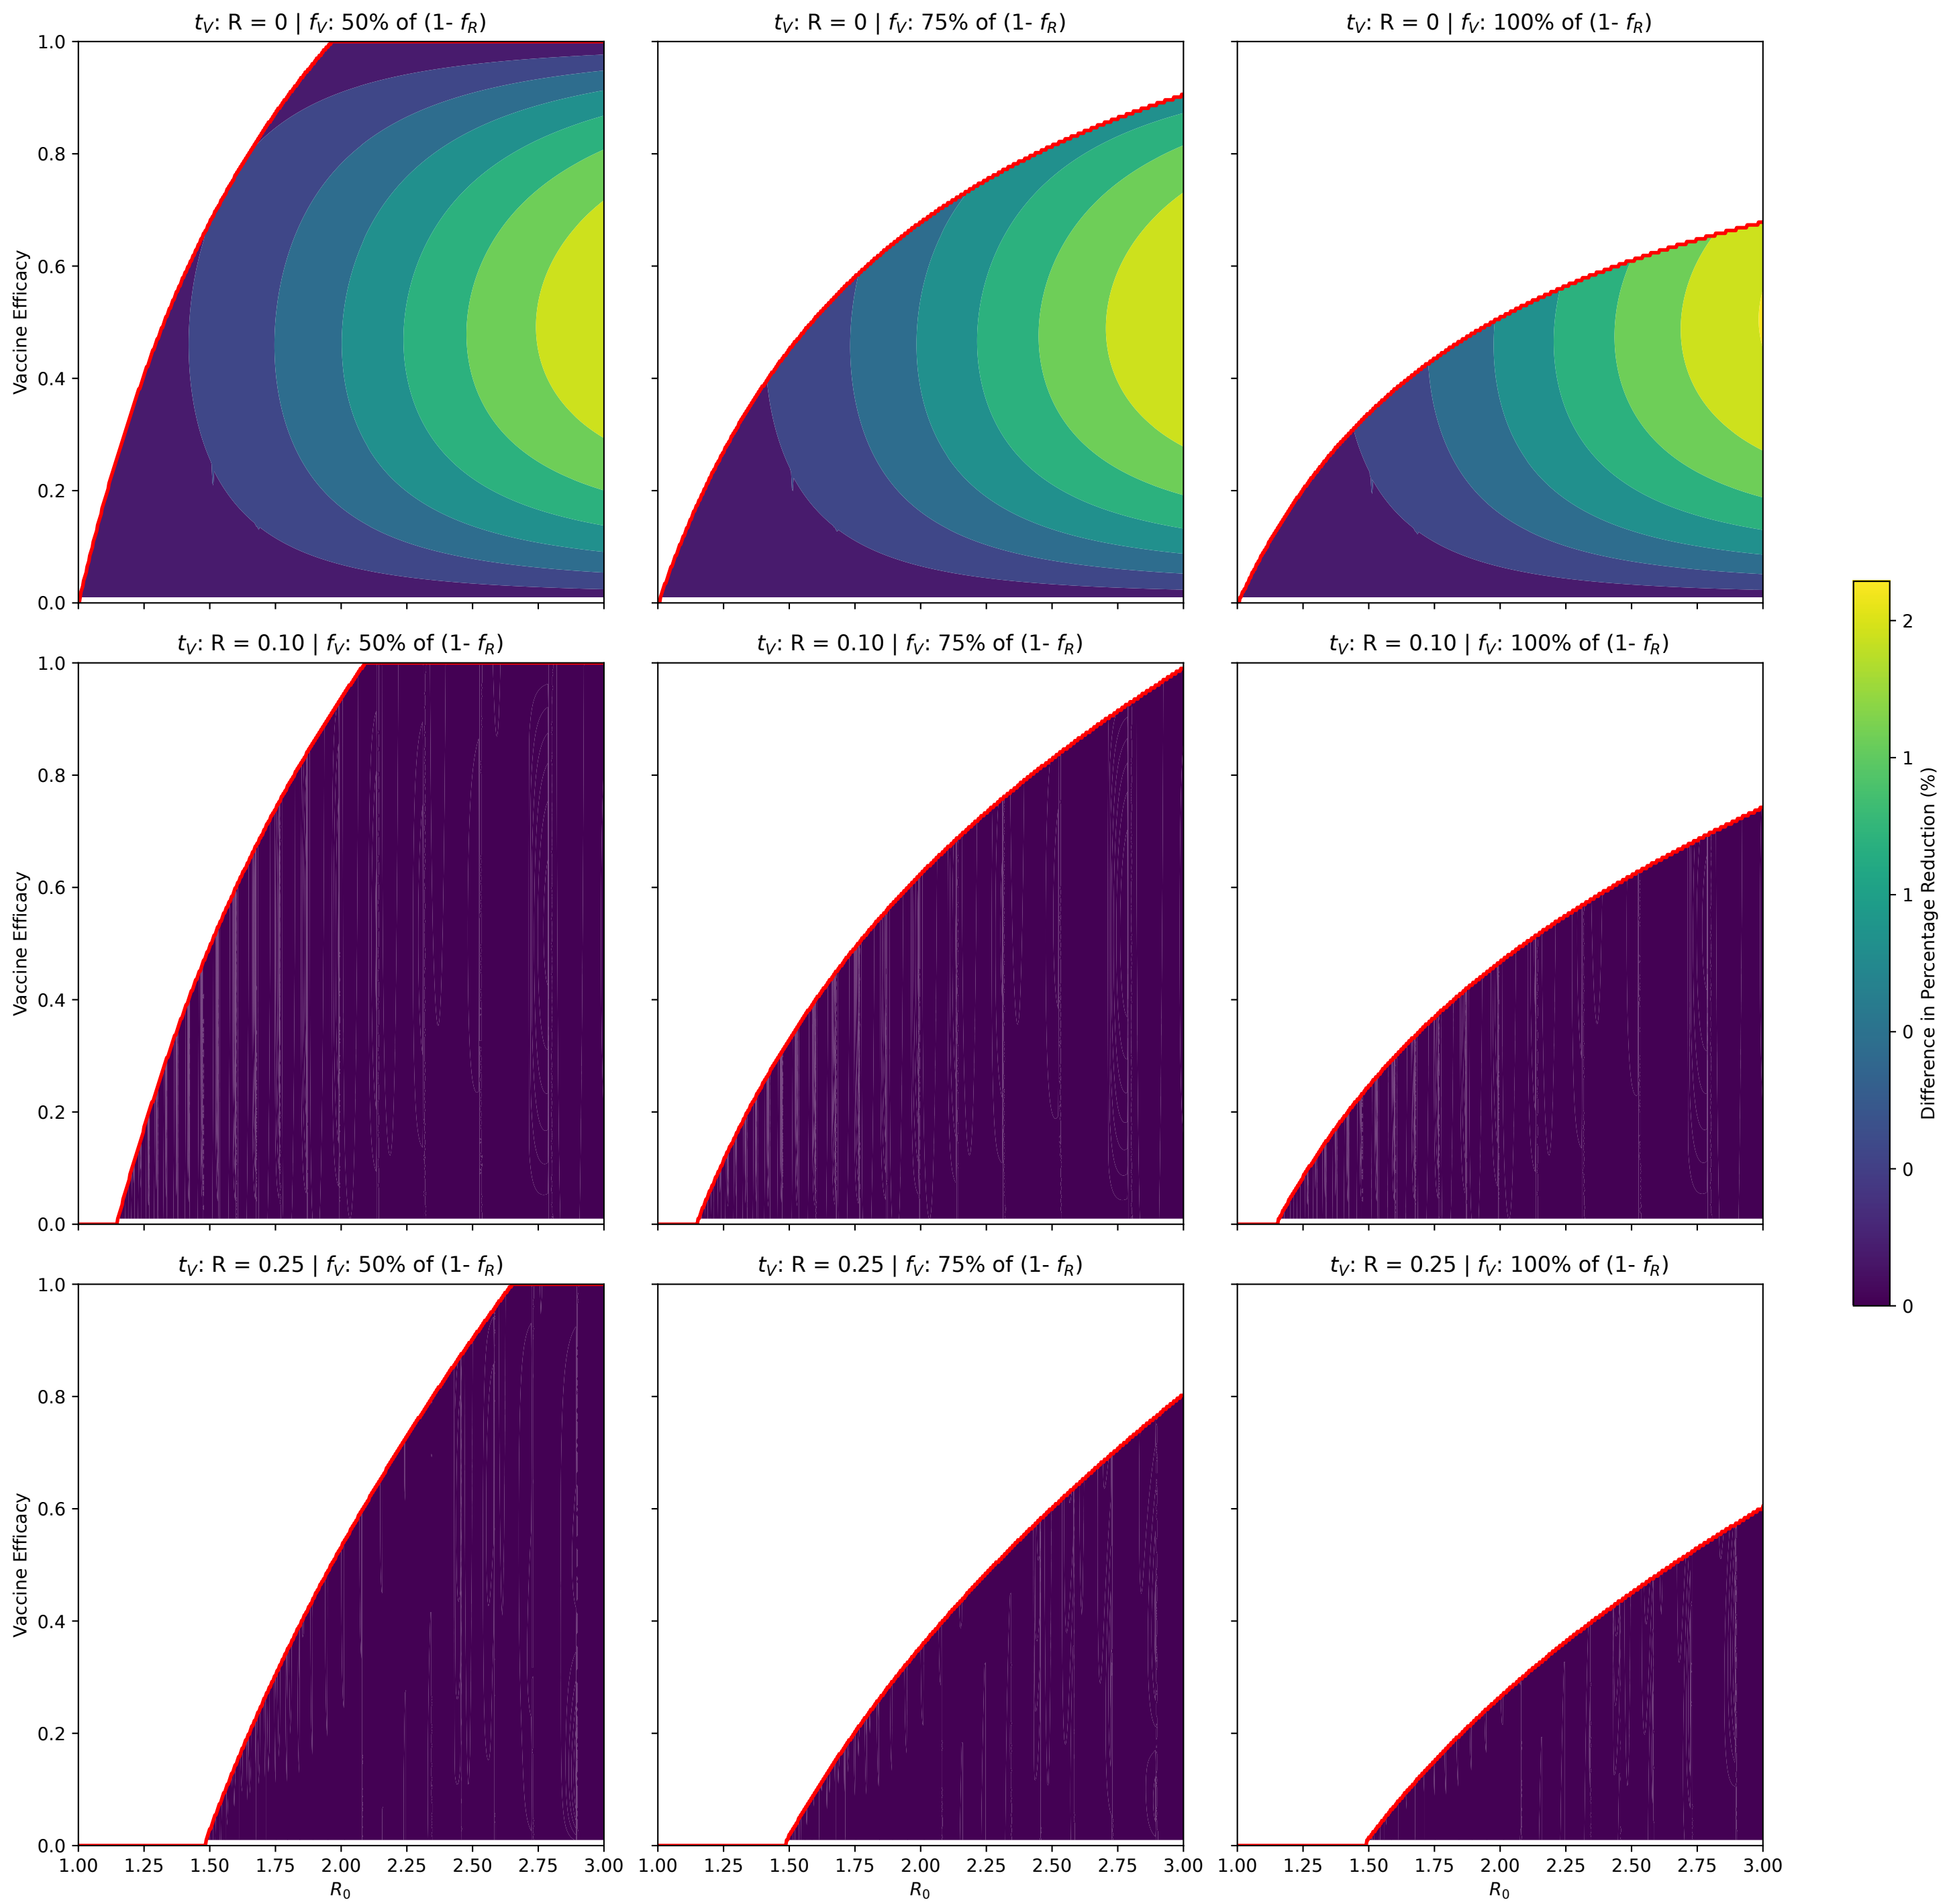 t_V: R = 0 | f_V: 50% of (1- f_R)
t_V: R = 0 | f_V: 75% of (1- f_R)
t_V: R = 0 | f_V: 100% of (1- f_R)
1.0
0.8
0.6
0.4
0.2
0.0
Vaccine Efficacy
t_V: R = 0.10 | f_V: 50% of (1- f_R)
t_V: R = 0.10 | f_V: 75% of (1- f_R)
t_V: R = 0.10 | f_V: 100% of (1- f_R)
1.0
0.8
0.6
0.4
0.2
0.0
Vaccine Efficacy
2
1
1
0
0
0
Difference in Percentage Reduction (%)
t_V: R = 0.25 | f_V: 50% of (1- f_R)
t_V: R = 0.25 | f_V: 75% of (1- f_R)
t_V: R = 0.25 | f_V: 100% of (1- f_R)
1.0
0.8
0.6
0.4
0.2
0.0
Vaccine Efficacy
1.00 1.25 1.50 1.75 2.00 2.25 2.50 2.75 3.00
R_0
1.00 1.25 1.50 1.75 2.00 2.25 2.50 2.75 3.00
R_0
1.00 1.25 1.50 1.75 2.00 2.25 2.50 2.75 3.00
R_0